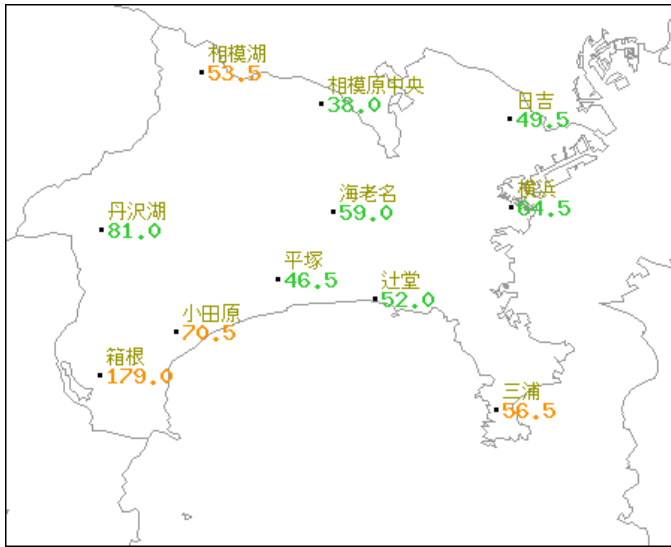 相模湖
53.5
相模原中央
38.0
日吉
49.5
海老名
59.0
横浜
64.5
丹沢湖
81.0
平塚
46.5
辻堂
52.0
小田原
70.5
箱根
179.0
三浦
56.5